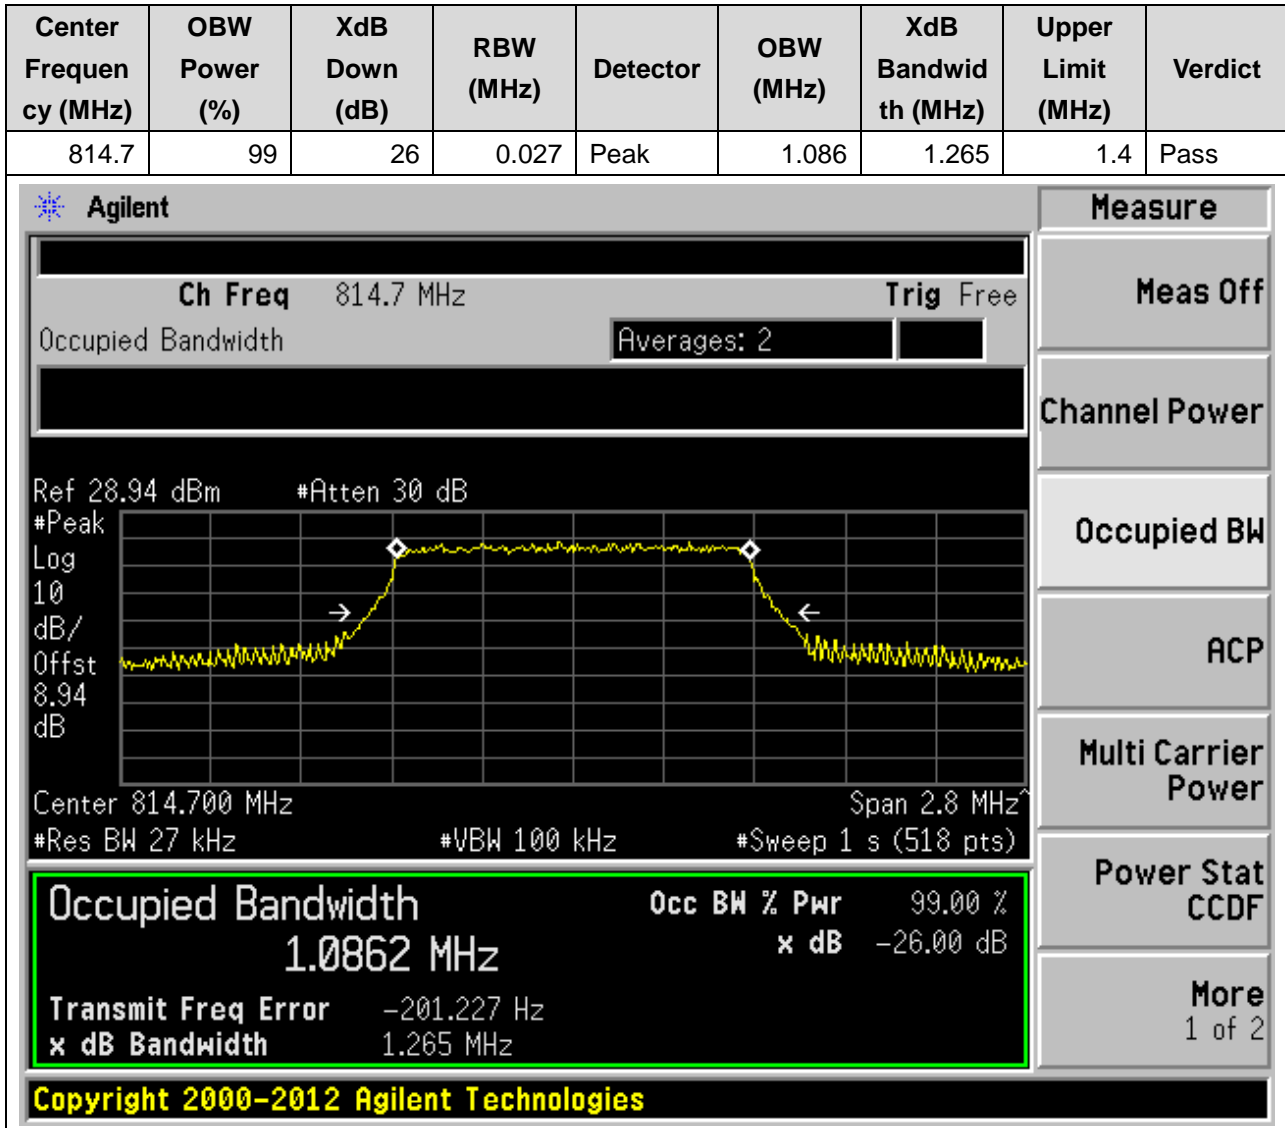 Center Frequen cy (MHz) OBW Power (%) XdB Down (dB) RBW (MHz) Detector OBW (MHz) XdB Bandwid th (MHz) Upper Limit (MHz) Verdict
814.7 99 26 0.027 Peak 1.086 1.265 1.4 Pass
Agilent
Measure
Ch Freq 814.7 MHz Trig Free
Meas Off
Occupied Bandwidth Averages: 2
Channel Power
Ref 28.94 dBm #Atten 30 dB
#Peak
Log
10
dB/
Offst
8.94
dB
Occupied BW
ACP
Multi Carrier
Power
Center 814.700 MHz Span 2.8 MHz^
#Res BW 27 kHz #VBW 100 kHz #Sweep 1 s (518 pts)
Power Stat
CCDF
Occupied Bandwidth Occ BW % Pwr 99.00 %
1.0862 MHz x dB -26.00 dB
Transmit Freq Error -201.227 Hz
x dB Bandwidth 1.265 MHz
More
1 of 2
Copyright 2000-2012 Agilent Technologies